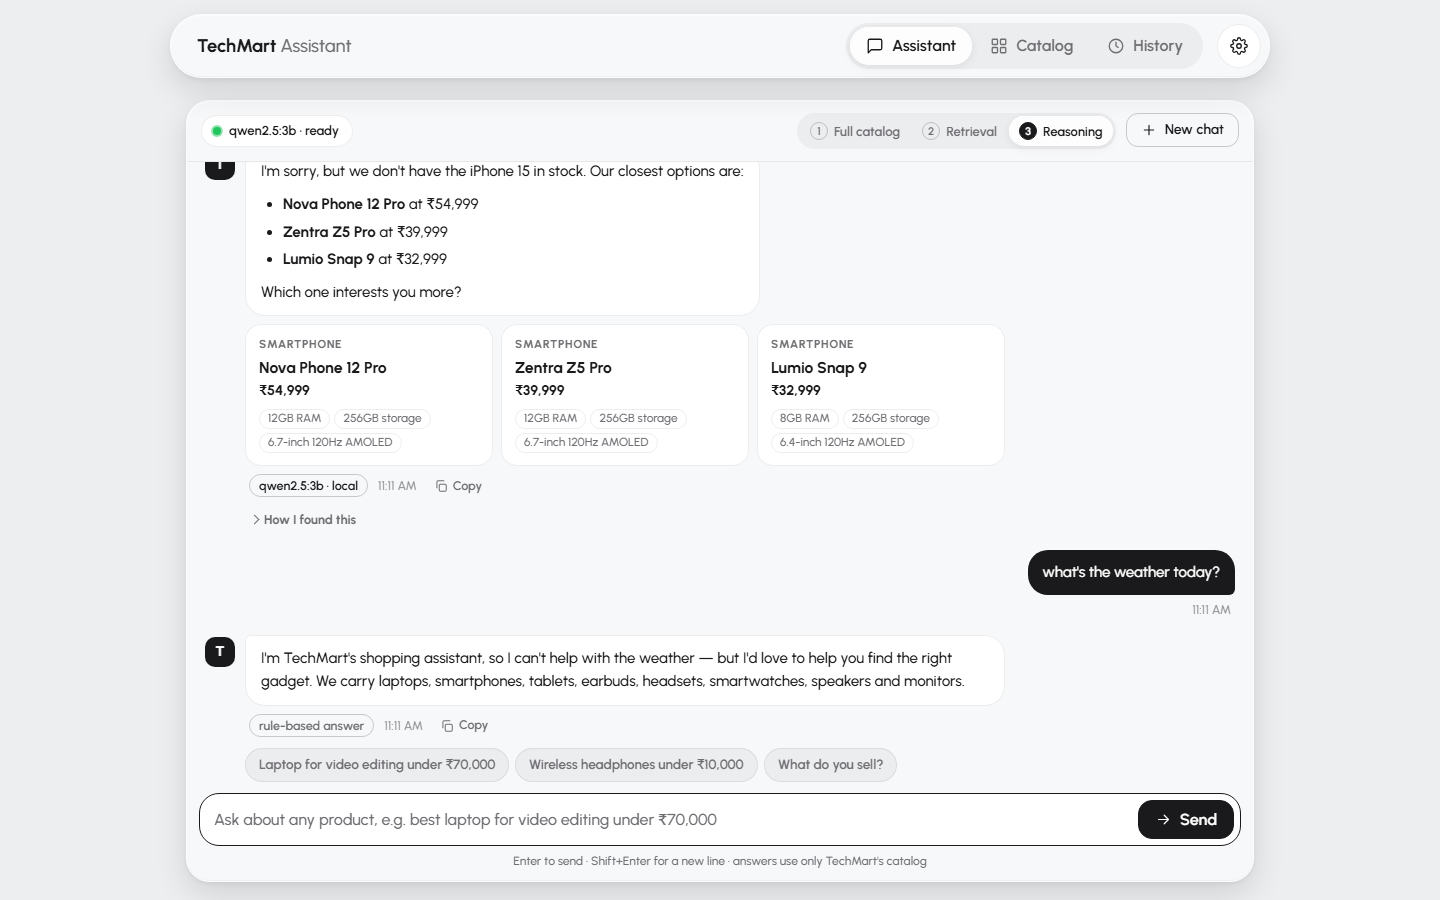 TechMart Assistant
Assistant
Catalog
History
qwen2.5:3b · ready
1 Full catalog
2 Retrieval
3 Reasoning
New chat
I'm sorry, but we don't have the iPhone 15 in stock. Our closest options are:
• Nova Phone 12 Pro at ₹54,999
• Zentra Z5 Pro at ₹39,999
• Lumio Snap 9 at ₹32,999
Which one interests you more?
SMARTPHONE
Nova Phone 12 Pro
₹54,999
12GB RAM
256GB storage
6.7-inch 120Hz AMOLED
SMARTPHONE
Zentra Z5 Pro
₹39,999
12GB RAM
256GB storage
6.7-inch 120Hz AMOLED
SMARTPHONE
Lumio Snap 9
₹32,999
8GB RAM
256GB storage
6.4-inch 120Hz AMOLED
qwen2.5:3b · local
11:11 AM
Copy
How I found this
what's the weather today?
11:11 AM
T
I'm TechMart's shopping assistant, so I can't help with the weather — but I'd love to help you find the right
gadget. We carry laptops, smartphones, tablets, earbuds, headsets, smartwatches, speakers and monitors.
rule-based answer
11:11 AM
Copy
Laptop for video editing under ₹70,000
Wireless headphones under ₹10,000
What do you sell?
Ask about any product, e.g. best laptop for video editing under ₹70,000
Send
Enter to send · Shift+Enter for a new line · answers use only TechMart's catalog